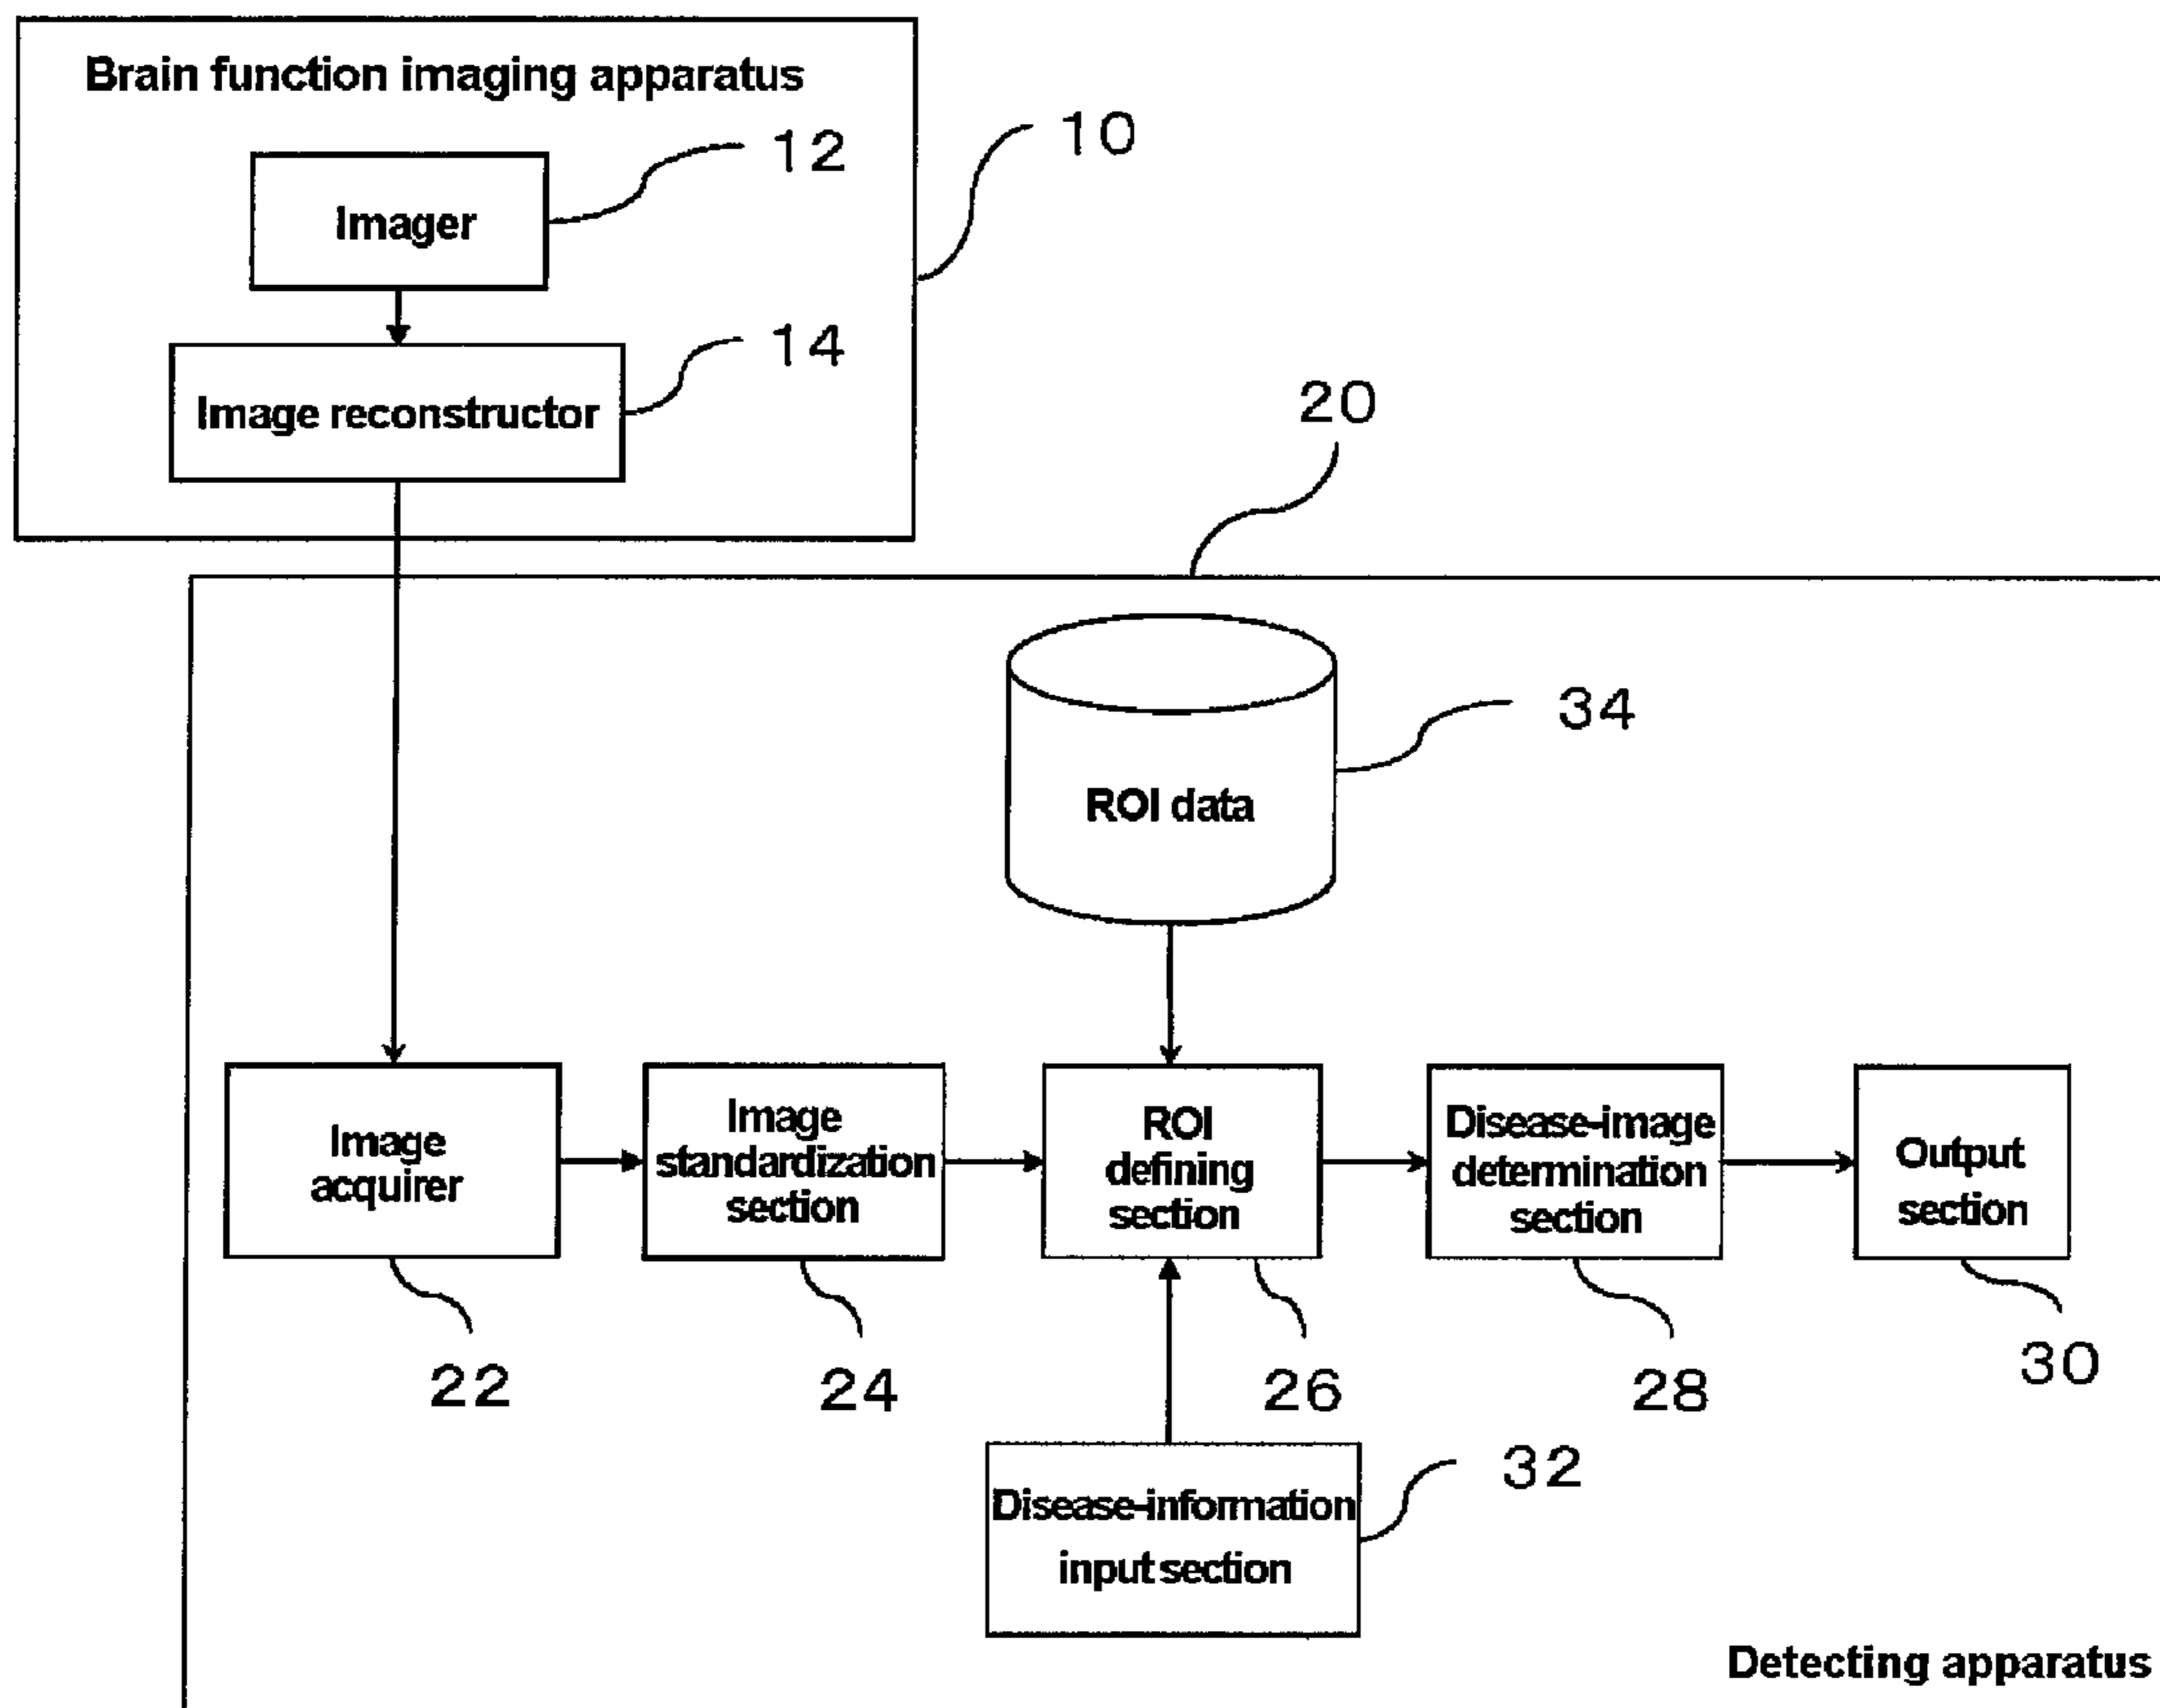 Brain function imaging apparatus
10
12
Imager
14
Image reconstructor
20
34
ROI data
Image
acquirer
Image
standardization
section
ROI
defining
section
Disease-image
determination
section
Output
section
22
24
26
28
30
32
Disease-information
input section
Detecting apparatus